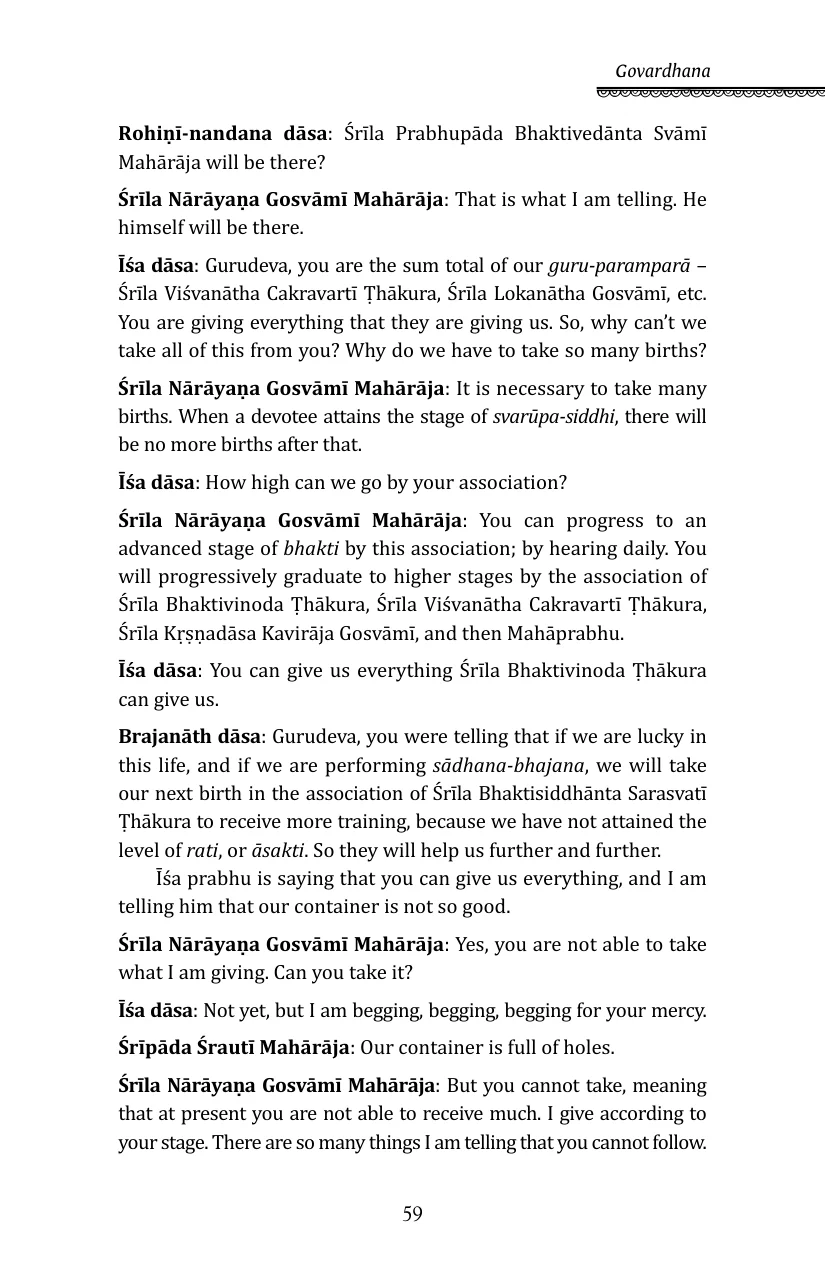 Govardhana
Rohiṇī-nandana dāsa: Śrīla Prabhupāda Bhaktivedānta Svāmī
Mahārāja will be there?
Śrīla Nārāyaṇa Gosvāmī Mahārāja: That is what I am telling. He
himself will be there.
Īśa dāsa: Gurudeva, you are the sum total of our guru-paramparā –
Śrīla Viśvanātha Cakravartī Ṭhākura, Śrīla Lokanātha Gosvāmī, etc.
You are giving everything that they are giving us. So, why can’t we
take all of this from you? Why do we have to take so many births?
Śrīla Nārāyaṇa Gosvāmī Mahārāja: It is necessary to take many
births. When a devotee attains the stage of svarūpa-siddhi, there will
be no more births after that.
Īśa dāsa: How high can we go by your association?
Śrīla Nārāyaṇa Gosvāmī Mahārāja: You can progress to an
advanced stage of bhakti by this association; by hearing daily. You
will progressively graduate to higher stages by the association of
Śrīla Bhaktivinoda Ṭhākura, Śrīla Viśvanātha Cakravartī Ṭhākura,
Śrīla Kṛṣṇadāsa Kavirāja Gosvāmī, and then Mahāprabhu.
Īśa dāsa: You can give us everything Śrīla Bhaktivinoda Ṭhākura
can give us.
Brajanāth dāsa: Gurudeva, you were telling that if we are lucky in
this life, and if we are performing sādhana-bhajana, we will take
our next birth in the association of Śrīla Bhaktisiddhānta Sarasvatī
Ṭhākura to receive more training, because we have not attained the
level of rati, or āsakti. So they will help us further and further.
Īśa prabhu is saying that you can give us everything, and I am
telling him that our container is not so good.
Śrīla Nārāyaṇa Gosvāmī Mahārāja: Yes, you are not able to take
what I am giving. Can you take it?
Īśa dāsa: Not yet, but I am begging, begging, begging for your mercy.
Śrīpāda Śrautī Mahārāja: Our container is full of holes.
Śrīla Nārāyaṇa Gosvāmī Mahārāja: But you cannot take, meaning
that at present you are not able to receive much. I give according to
your stage. There are so many things I am telling that you cannot follow.
59